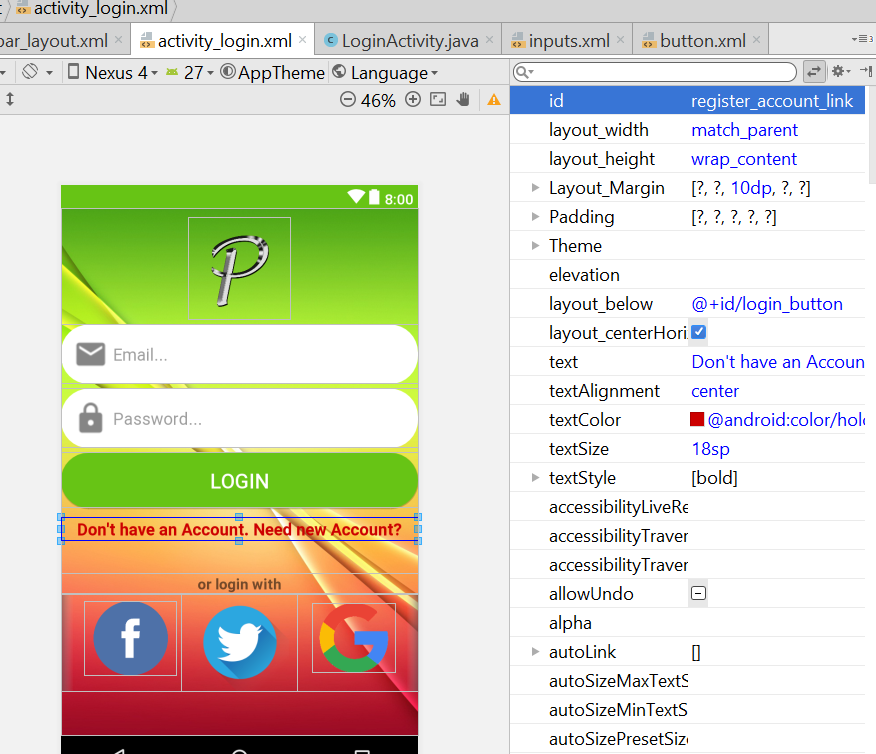 activity_login.xml
bar_layout.xml
activity_login.xml
LoginActivity.java
inputs.xml
button.xml
Nexus 4
27
AppTheme
Language
46%
8:00
P
Email...
Password...
LOGIN
Don't have an Account. Need new Account?
or login with
f
G
id register_account_link
layout_width match_parent
layout_height wrap_content
Layout_Margin [?, ?, 10dp, ?, ?]
Padding [?, ?, ?, ?, ?]
Theme
elevation
layout_below @+id/login_button
layout_centerHori
text Don't have an Accoun
textAlignment center
textColor @android:color/hol
textSize 18sp
textStyle [bold]
accessibilityLiveRe
accessibilityTraver
accessibilityTraver
allowUndo
alpha
autoLink []
autoSizeMaxTextS
autoSizeMinTextS
autoSizePresetSize